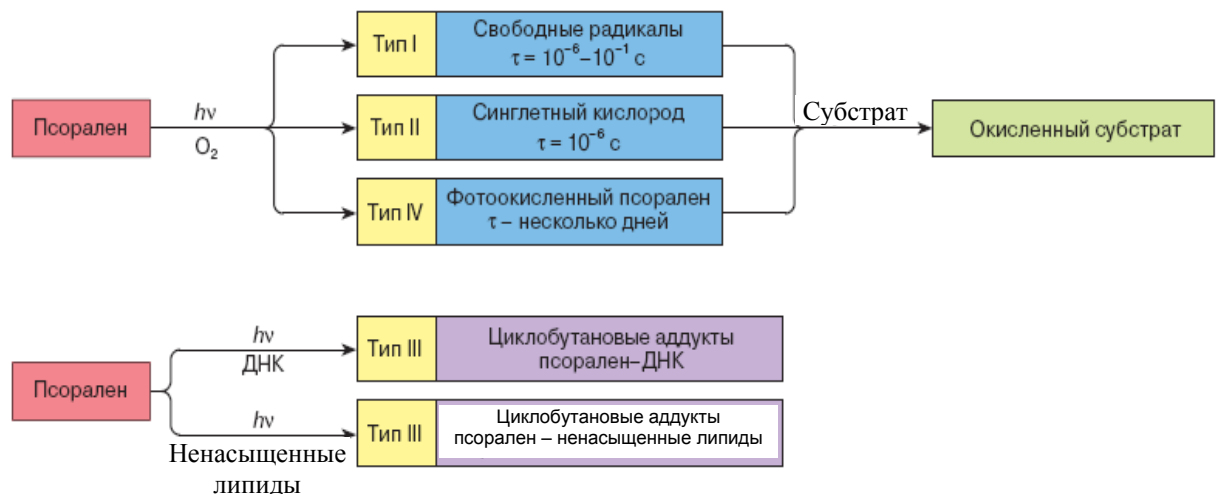 Тип I
Свободные радикалы
τ = 10⁻⁶–10⁻¹ с
Псорален
hν
O₂
Тип II
Синглетный кислород
τ = 10⁻⁶ с
Субстрат
Окисленный субстрат
Тип IV
Фотоокисленный псорален
τ – несколько дней
Псорален
hν
ДНК
Тип III
Циклобутановые аддукты
псорален–ДНК
hν
Ненасыщенные
липиды
Тип III
Циклобутановые аддукты
псорален – ненасыщенные липиды